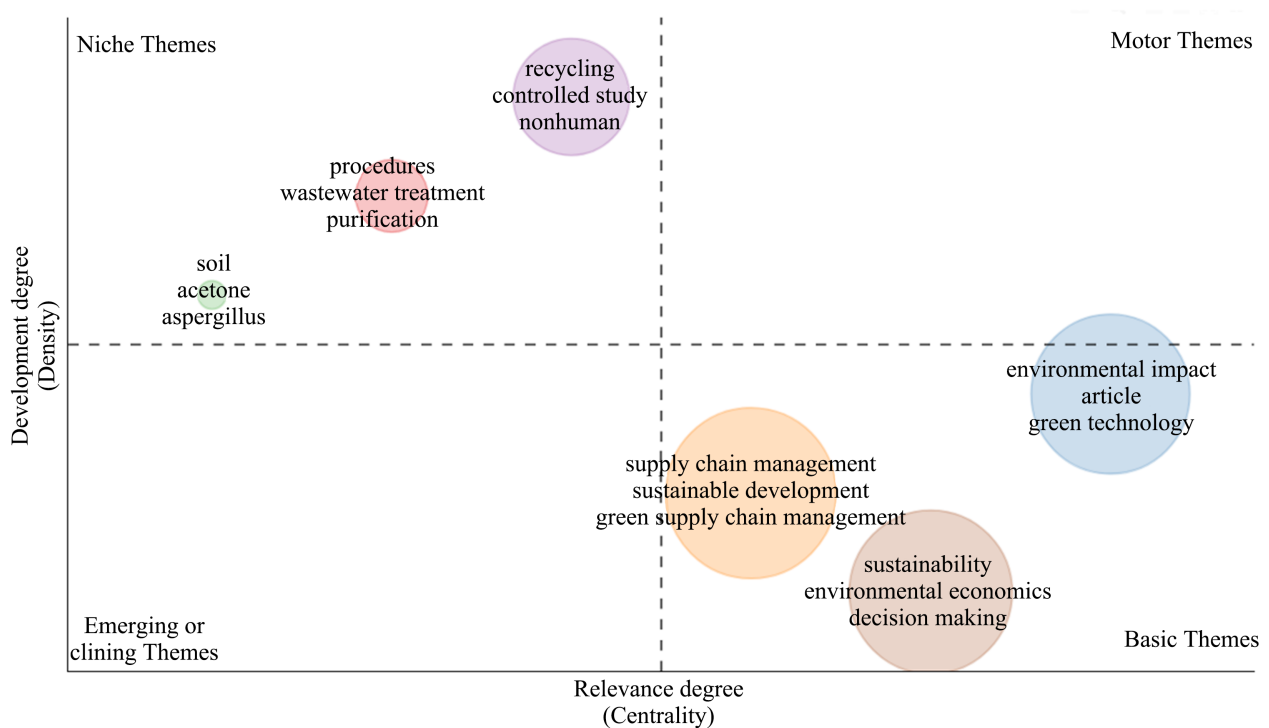 Niche Themes
Motor Themes
recycling
controlled study
nonhuman
procedures
wastewater treatment
purification
soil
acetone
aspergillus
Development degree
(Density)
environmental impact
article
green technology
supply chain management
sustainable development
green supply chain management
sustainability
environmental economics
decision making
Emerging or
clining Themes
Basic Themes
Relevance degree
(Centrality)